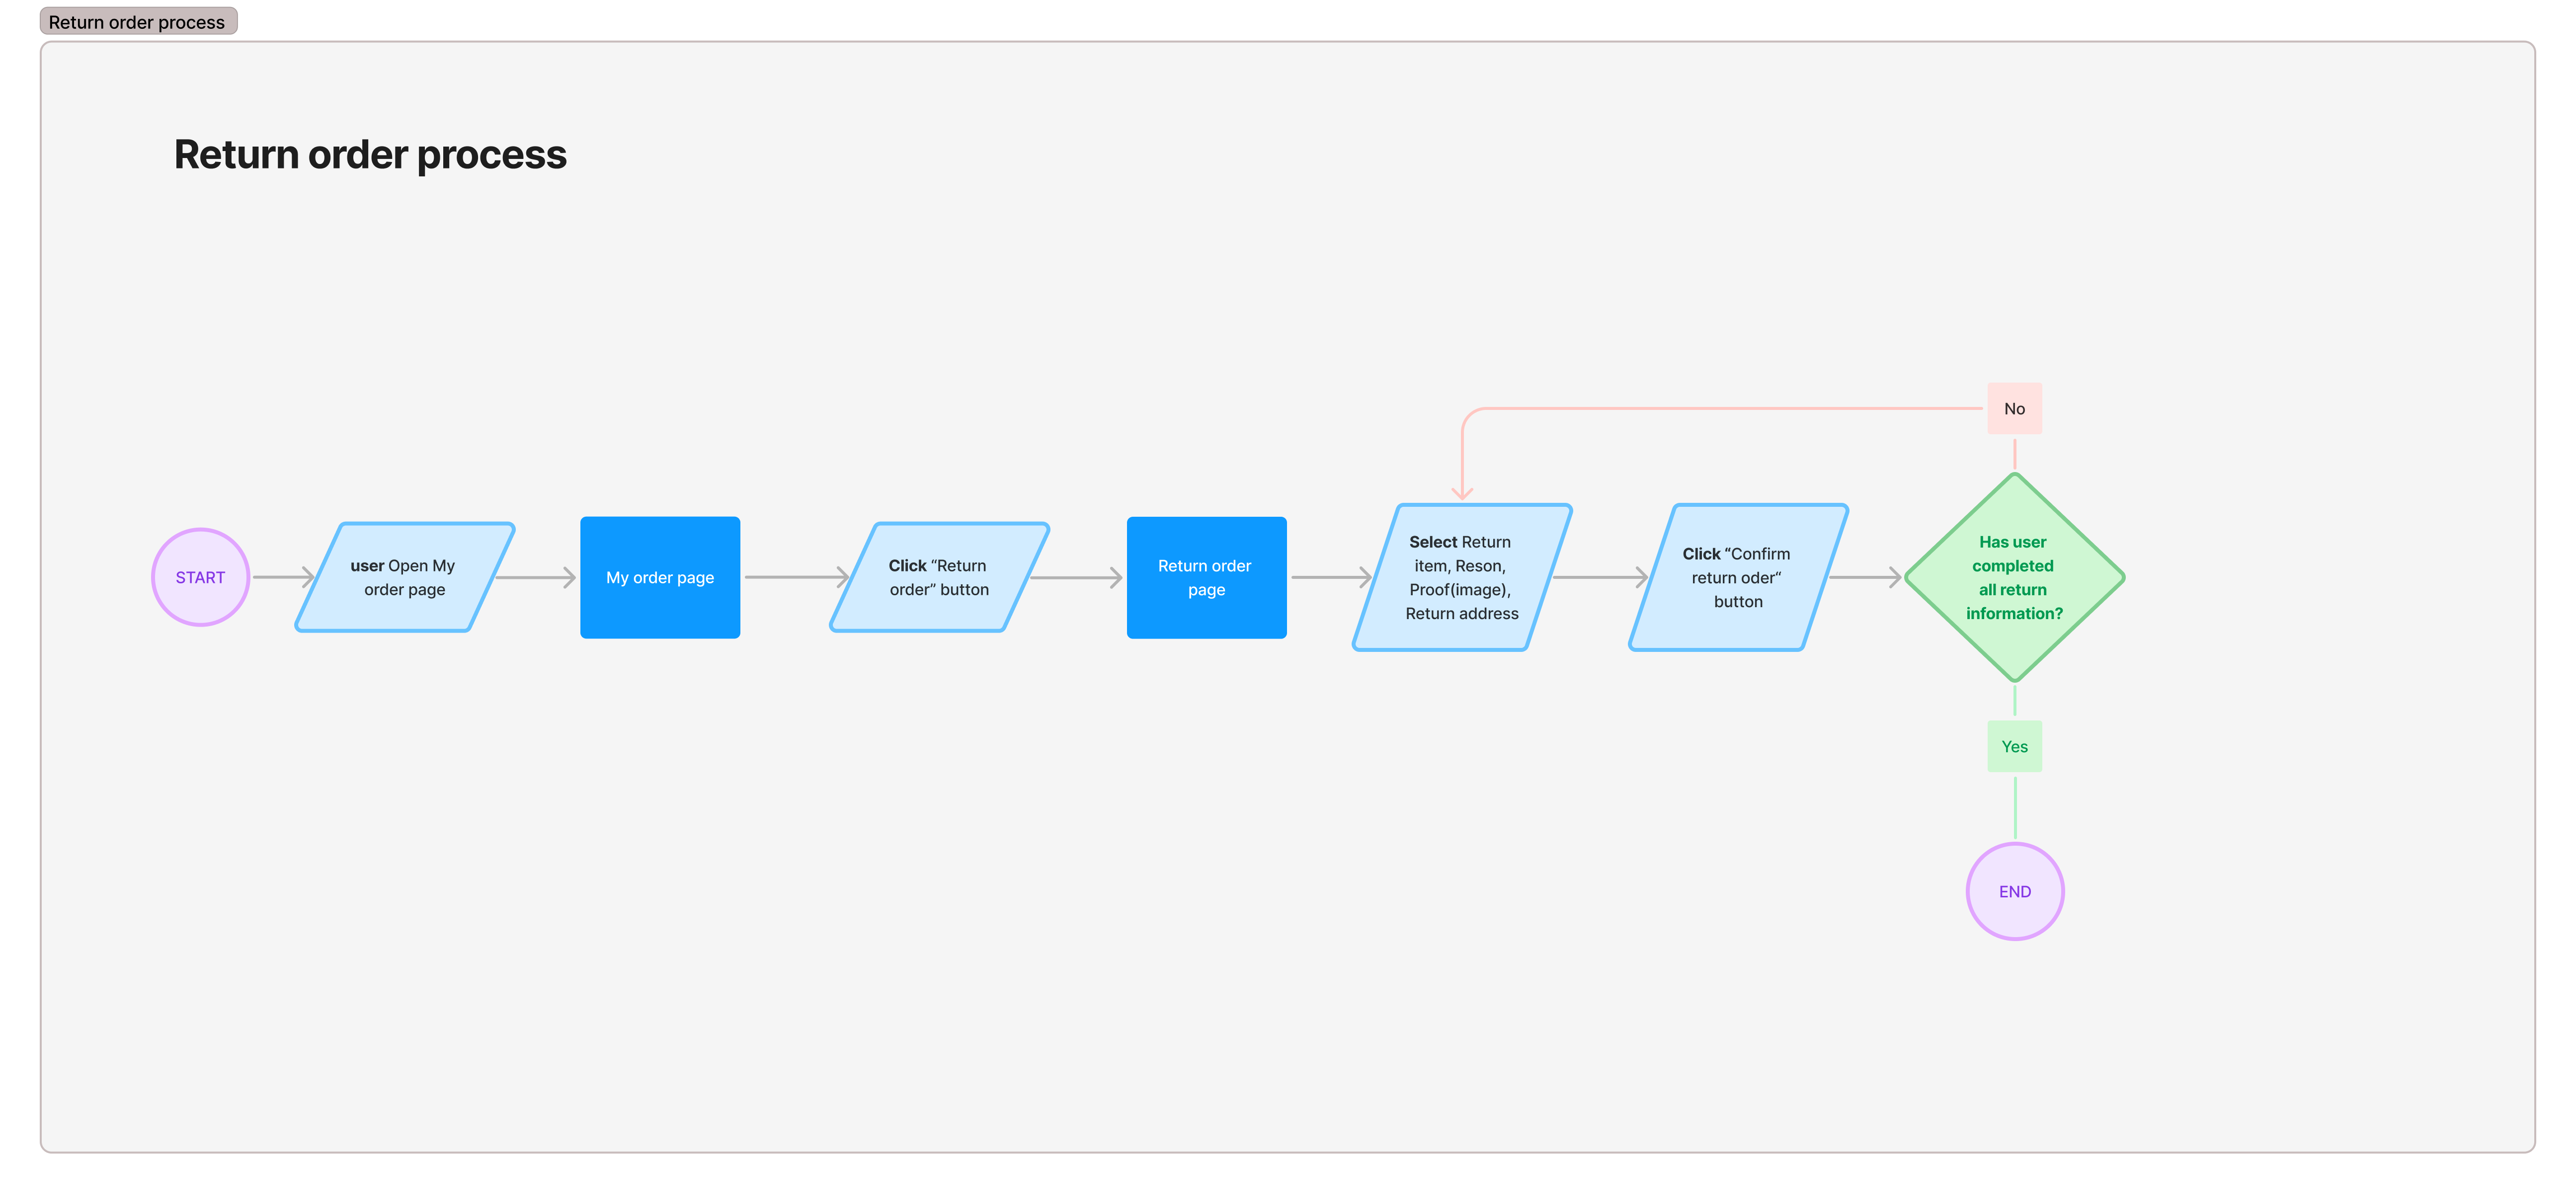 Return order process
Return order process
START
user Open My
order page
My order page
Click “Return
order” button
Return order
page
Select Return
item, Reson,
Proof(image),
Return address
Click “Confirm
return oder“
button
Has user
completed
all return
information?
No
Yes
END